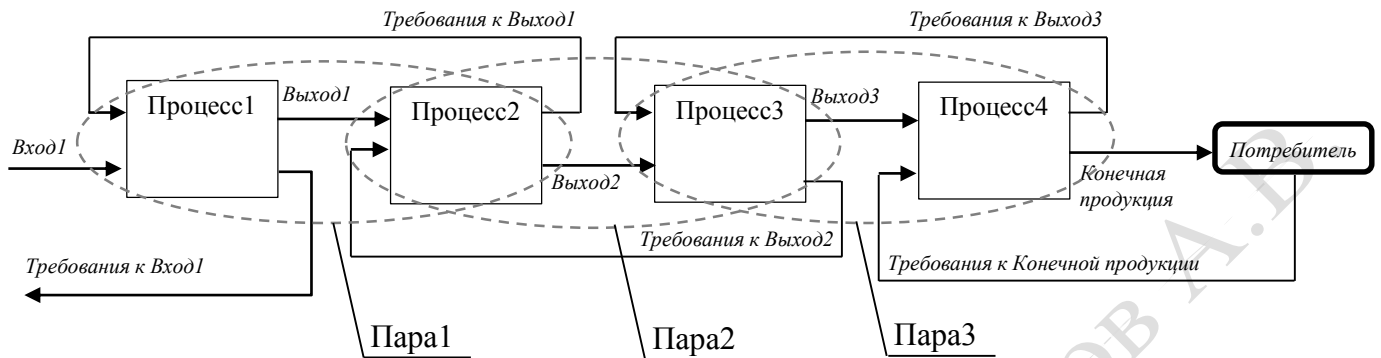 Требования к Выход1
Требования к Выход3
Процесс1
Выход1
Процесс2
Процесс3
Выход3
Процесс4
Вход1
Потребитель
Выход2
Конечная
продукция
Требования к Выход2
Требования к Вход1
Требования к Конечной продукции
Пара1
Пара2
Пара3
ов А.В